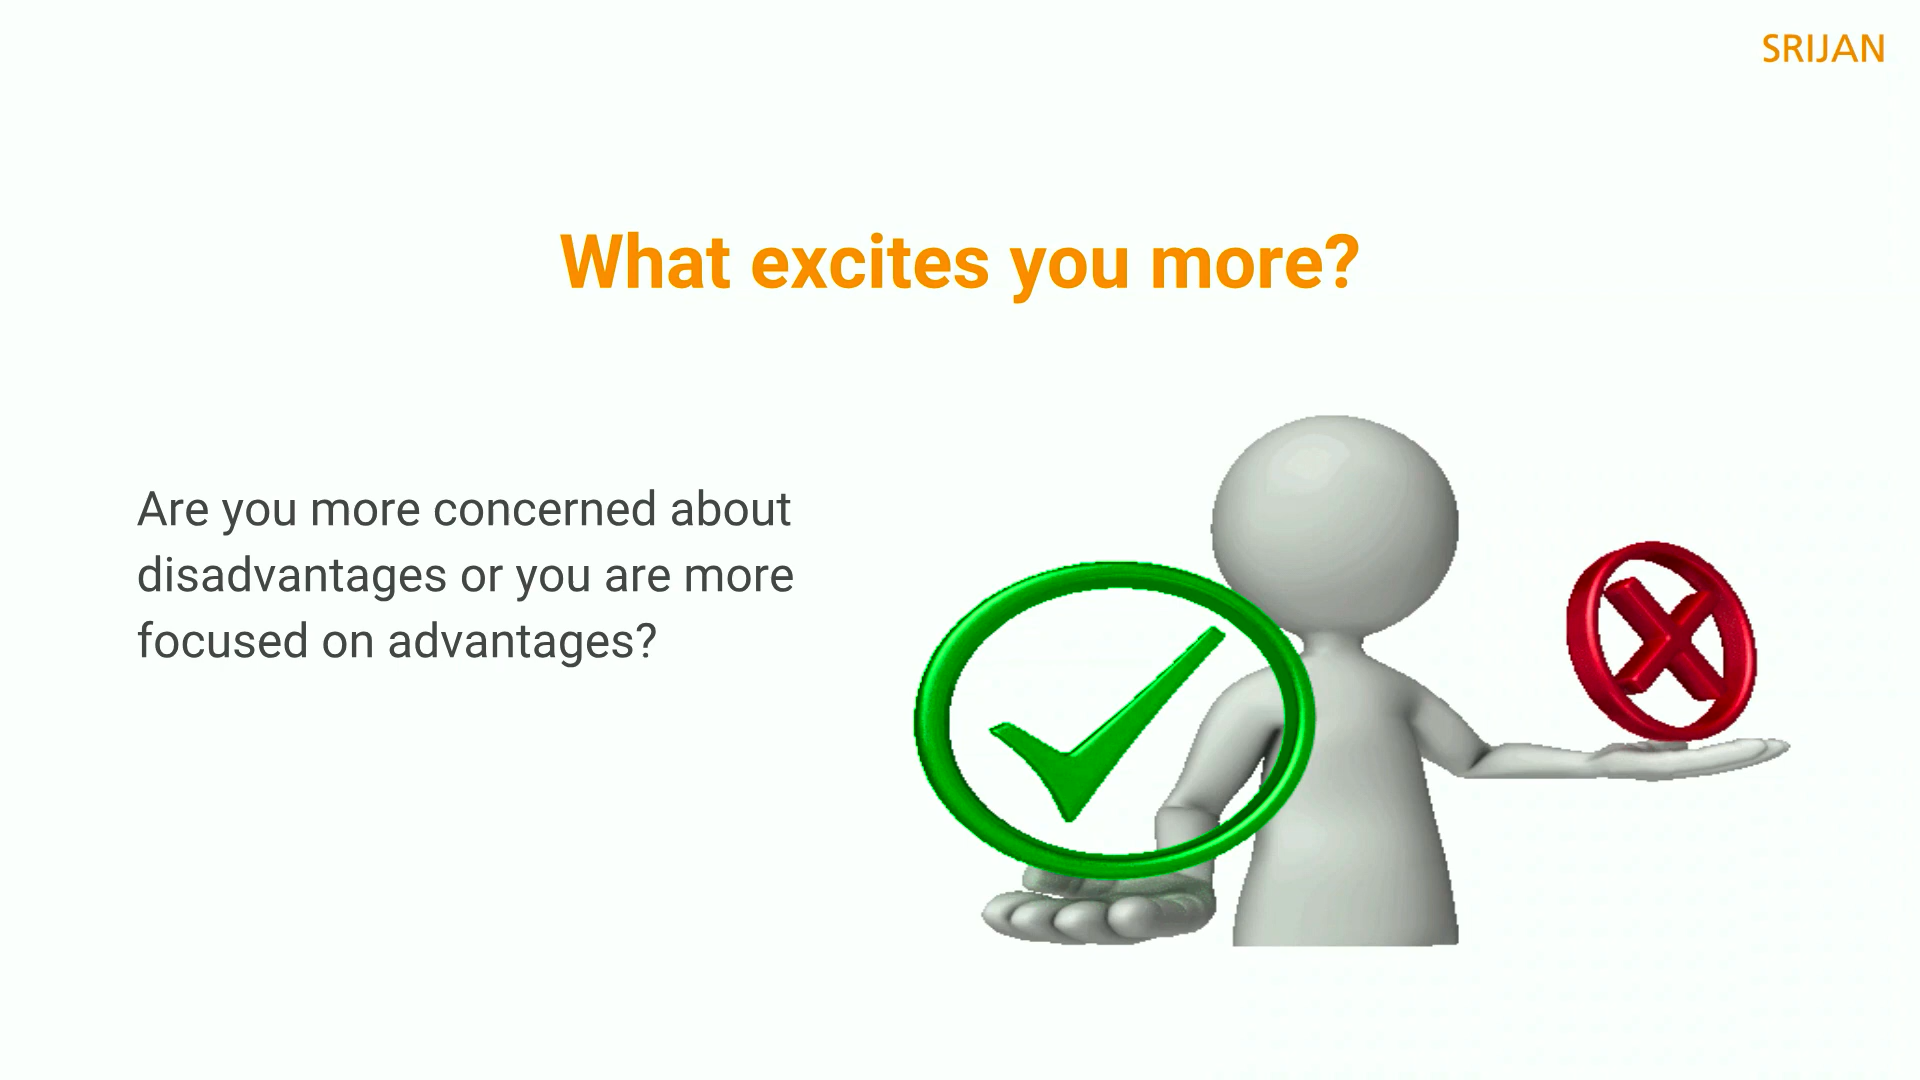 SRIJAN
What excites you more?
Are you more concerned about
disadvantages or you are more
focused on advantages?